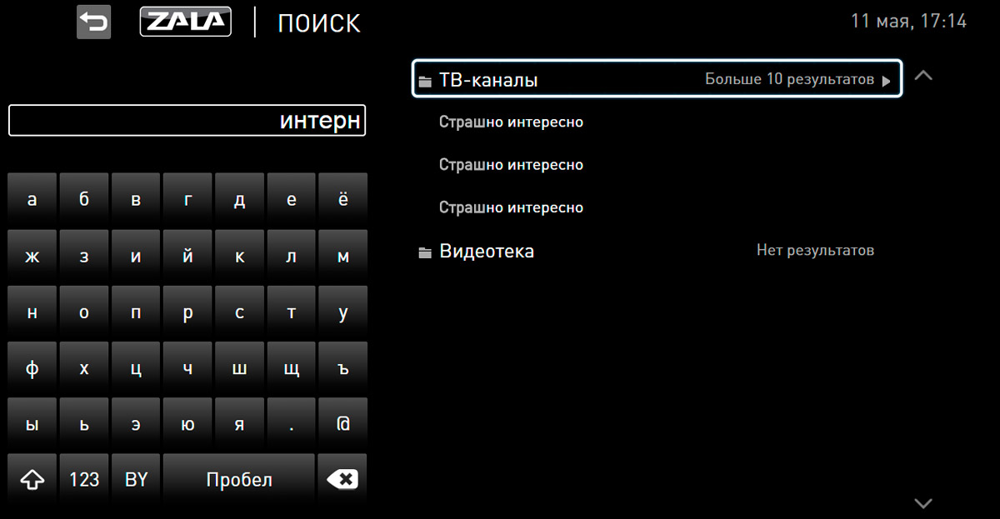 ZALA
ПОИСК
11 мая, 17:14
интерн
а б в г д е ё
ж з и й к л м
н о п р с т у
ф х ц ч ш щ ъ
ы ь э ю я . @
123 BY Пробел
ТВ-каналы Больше 10 результатов
Страшно интересно
Страшно интересно
Страшно интересно
Видеотека Нет результатов